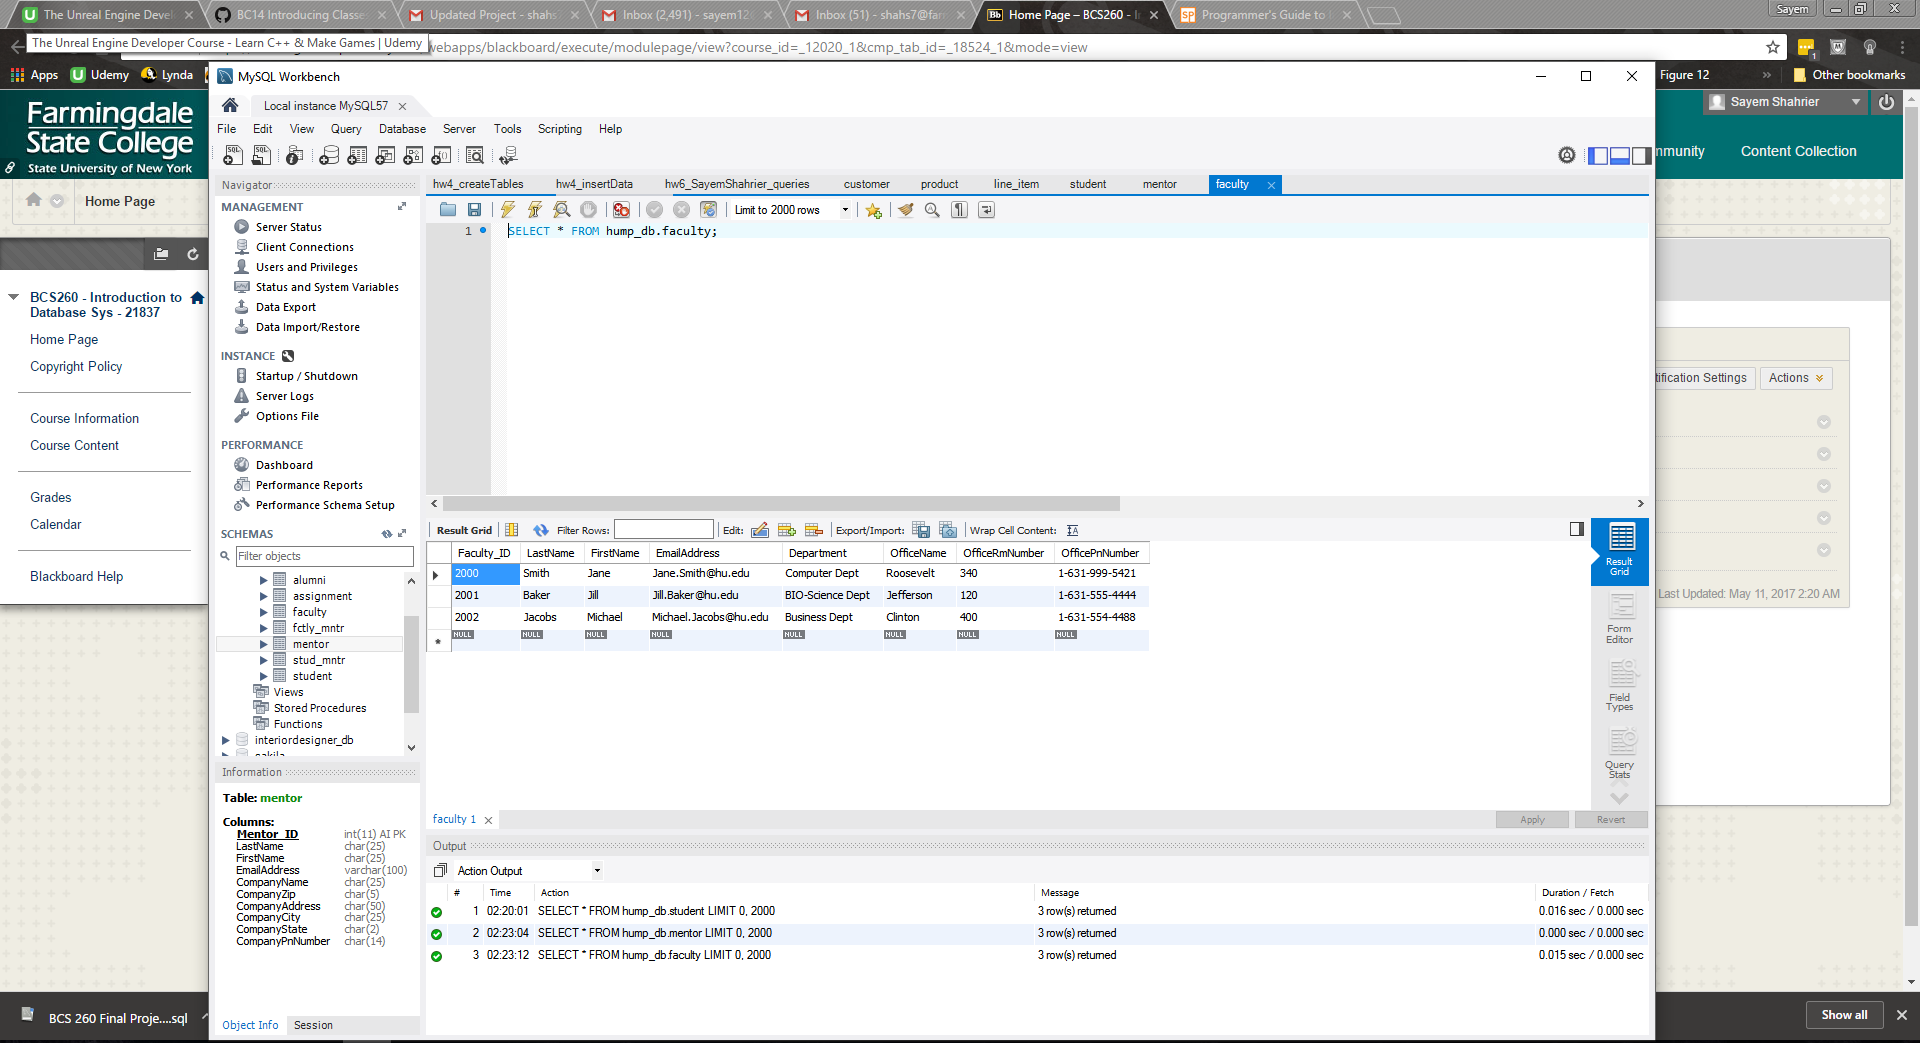 The Unreal Engine Develo
BC14 Introducing Classe
Updated Project - shahs
Inbox (2,491) - sayem12
Inbox (51) - shahs7@farm
Home Page – BCS260 - I
Programmer's Guide to
Sayem
The Unreal Engine Developer Course - Learn C++ & Make Games | Udemy
webapps/blackboard/execute/modulepage/view?course_id=_12020_1&cmp_tab_id=_18524_1&mode=view
Apps
Udemy
Lynda
Figure 12
Other bookmarks
Farmingdale
State College
State University of New York
Sayem Shahrier
mmunity
Content Collection
Home Page
BCS260 - Introduction to
Database Sys - 21837
Home Page
Copyright Policy
Course Information
Course Content
Grades
Calendar
Blackboard Help
tification Settings
Actions
Last Updated: May 11, 2017 2:20 AM
MySQL Workbench
Local instance MySQL57
File Edit View Query Database Server Tools Scripting Help
Navigator
MANAGEMENT
Server Status
Client Connections
Users and Privileges
Status and System Variables
Data Export
Data Import/Restore
INSTANCE
Startup / Shutdown
Server Logs
Options File
PERFORMANCE
Dashboard
Performance Reports
Performance Schema Setup
SCHEMAS
Filter objects
alumni
assignment
faculty
fctly_mntr
mentor
stud_mntr
student
Views
Stored Procedures
Functions
interiordesigner_db
Information
Table: mentor
Columns:
Mentor_ID int(11) AI PK
LastName char(25)
FirstName char(25)
EmailAddress varchar(100)
CompanyName char(25)
CompanyZip char(5)
CompanyAddress char(50)
CompanyCity char(25)
CompanyState char(2)
CompanyPnNumber char(14)
Object Info Session
hw4_createTables hw4_insertData hw6_SayemShahrier_queries customer product line_item student mentor faculty
Limit to 2000 rows
1 SELECT * FROM hump_db.faculty;
Result Grid Filter Rows: Edit: Export/Import: Wrap Cell Content:
Faculty_ID LastName FirstName EmailAddress Department OfficeName OfficeRmNumber OfficePnNumber
2000 Smith Jane Jane.Smith@hu.edu Computer Dept Roosevelt 340 1-631-999-5421
2001 Baker Jill Jill.Baker@hu.edu BIO-Science Dept Jefferson 120 1-631-555-4444
2002 Jacobs Michael Michael.Jacobs@hu.edu Business Dept Clinton 400 1-631-554-4488
NULL NULL NULL NULL NULL NULL NULL NULL
Result
Grid
Form
Editor
Field
Types
Query
Stats
faculty 1
Apply Revert
Output
Action Output
# Time Action Message Duration / Fetch
1 02:20:01 SELECT * FROM hump_db.student LIMIT 0, 2000 3 row(s) returned 0.016 sec / 0.000 sec
2 02:23:04 SELECT * FROM hump_db.mentor LIMIT 0, 2000 3 row(s) returned 0.000 sec / 0.000 sec
3 02:23:12 SELECT * FROM hump_db.faculty LIMIT 0, 2000 3 row(s) returned 0.015 sec / 0.000 sec
BCS 260 Final Proje....sql
Show all